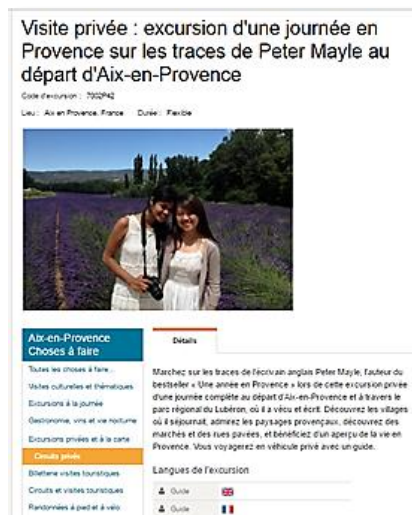 Visite privée : excursion d'une journée en
Provence sur les traces de Peter Mayle au
départ d'Aix-en-Provence
Code d'excursion : 7002P42
Lieu : Aix en Provence, France Durée : Flexible
Aix-en-Provence
Choses à faire
Toutes les choses à faire...
Visites culturelles et thématiques
Excursions à la journée
Gastronomie, vins et vie nocturne
Excursions privées et à la carte
Circuits privés
Billetterie visites touristiques
Circuits et visites touristiques
Randonnées à pied et à vélo
Détails
Marchez sur les traces de l'écrivain anglais Peter Mayle, l'auteur du
bestseller « Une année en Provence » lors de cette excursion privée
d'une journée complète au départ d'Aix-en-Provence et à travers le
parc régional du Lubéron, où il a vécu et écrit. Découvrez les villages
où il séjournait, admirez les paysages provençaux, découvrez des
marchés et des rues pavées, et bénéficiez d'un aperçu de la vie en
Provence. Vous voyagerez en véhicule privé avec un guide.
Langues de l'excursion
Guide
Guide